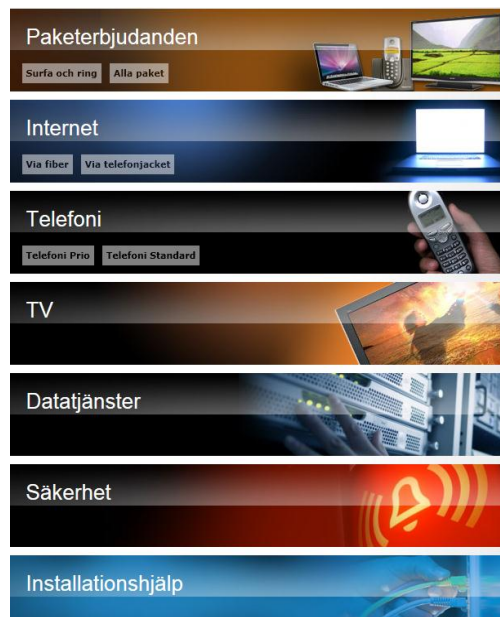 Paketerbjudanden
Surfa och ring Alla paket
Internet
Via fiber Via telefonjacket
Telefoni
Telefoni Prio Telefoni Standard
TV
Datatjänster
Säkerhet
Installationshjälp